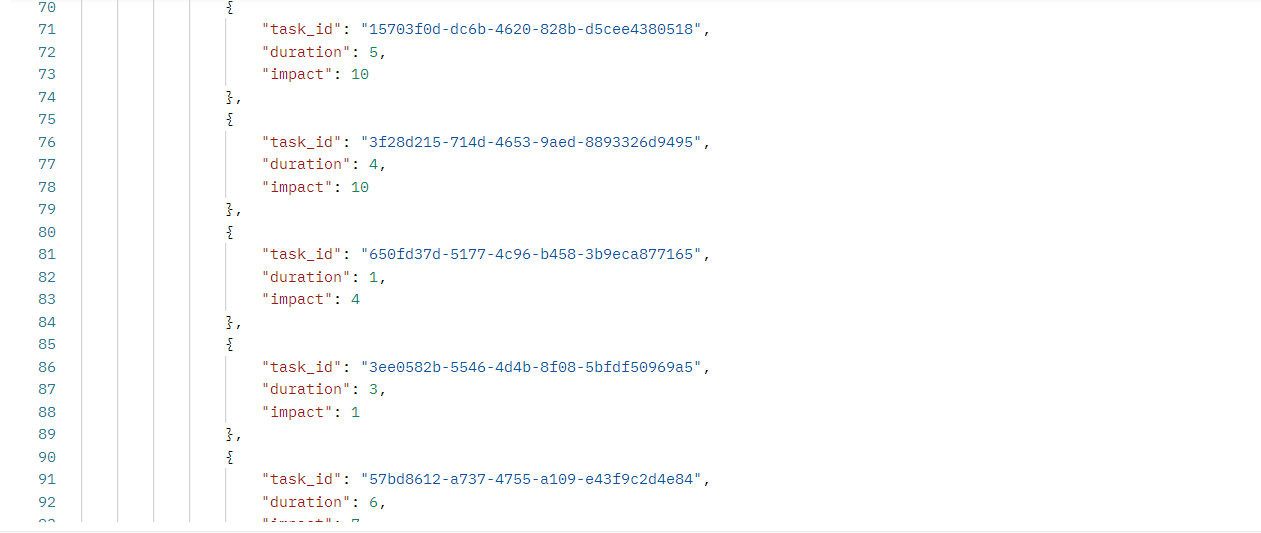 70 {
71 "task_id": "15703f0d-dc6b-4620-828b-d5cee4380518",
72 "duration": 5,
73 "impact": 10
74 },
75 {
76 "task_id": "3f28d215-714d-4653-9aed-8893326d9495",
77 "duration": 4,
78 "impact": 10
79 },
80 {
81 "task_id": "650fd37d-5177-4c96-b458-3b9eca877165",
82 "duration": 1,
83 "impact": 4
84 },
85 {
86 "task_id": "3ee0582b-5546-4d4b-8f08-5bfdf50969a5",
87 "duration": 3,
88 "impact": 1
89 },
90 {
91 "task_id": "57bd8612-a737-4755-a109-e43f9c2d4e84",
92 "duration": 6,